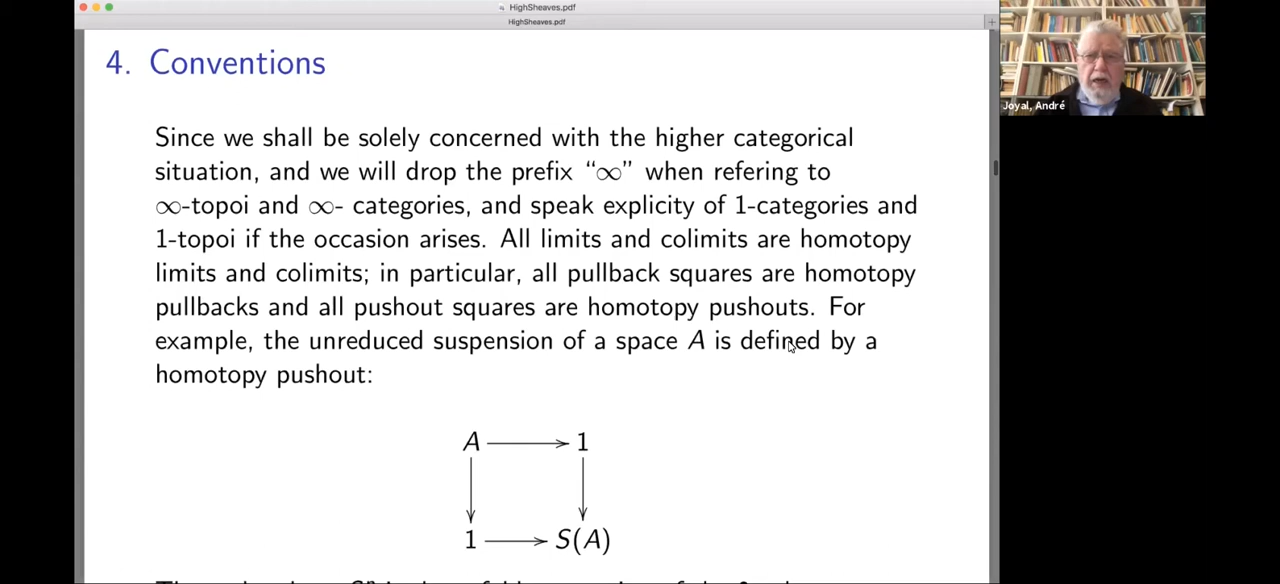 HighSheaves.pdf
HighSheaves.pdf
4. Conventions
Since we shall be solely concerned with the higher categorical
situation, and we will drop the prefix “∞” when refering to
∞-topoi and ∞- categories, and speak explicity of 1-categories and
1-topoi if the occasion arises. All limits and colimits are homotopy
limits and colimits; in particular, all pullback squares are homotopy
pullbacks and all pushout squares are homotopy pushouts. For
example, the unreduced suspension of a space A is defined by a
homotopy pushout:
A 1
1 S(A)
Joyal, André